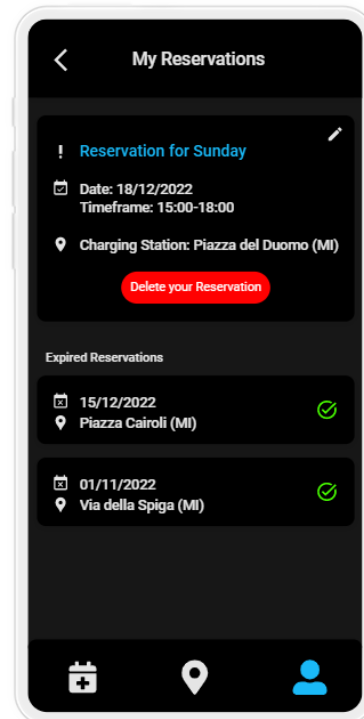 My Reservations
! Reservation for Sunday
Date: 18/12/2022
Timeframe: 15:00-18:00
Charging Station: Piazza del Duomo (MI)
Delete your Reservation
Expired Reservations
15/12/2022
Piazza Cairoli (MI)
01/11/2022
Via della Spiga (MI)